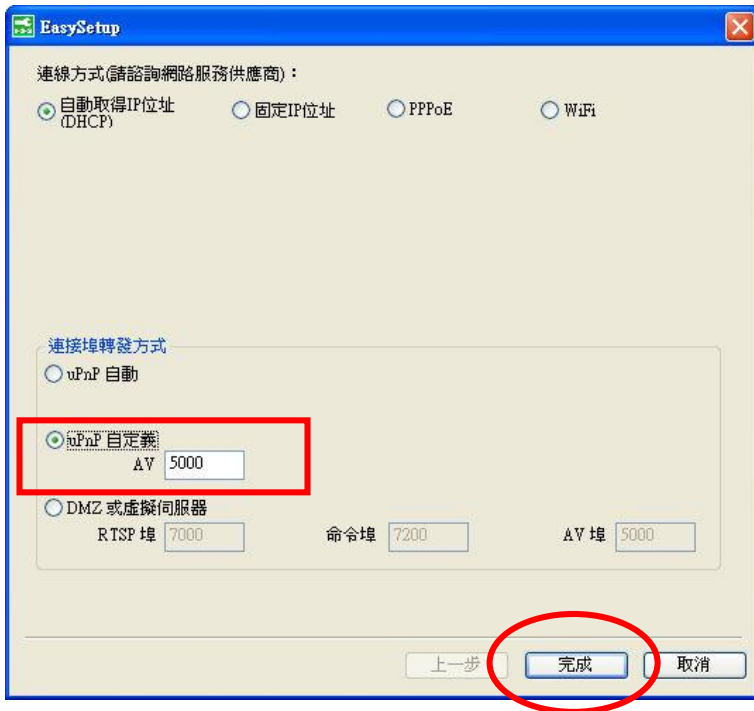 EasySetup
連線方式(請諮詢網路服務供應商)：
自動取得IP位址
(DHCP)
固定IP位址
PPPoE
WiFi
連接埠轉發方式
uPnP 自動
uPnP 自定義
AV 5000
DMZ 或虛擬伺服器
RTSP 埠 7000 命令埠 7200 AV 埠 5000
上一步 完成 取消